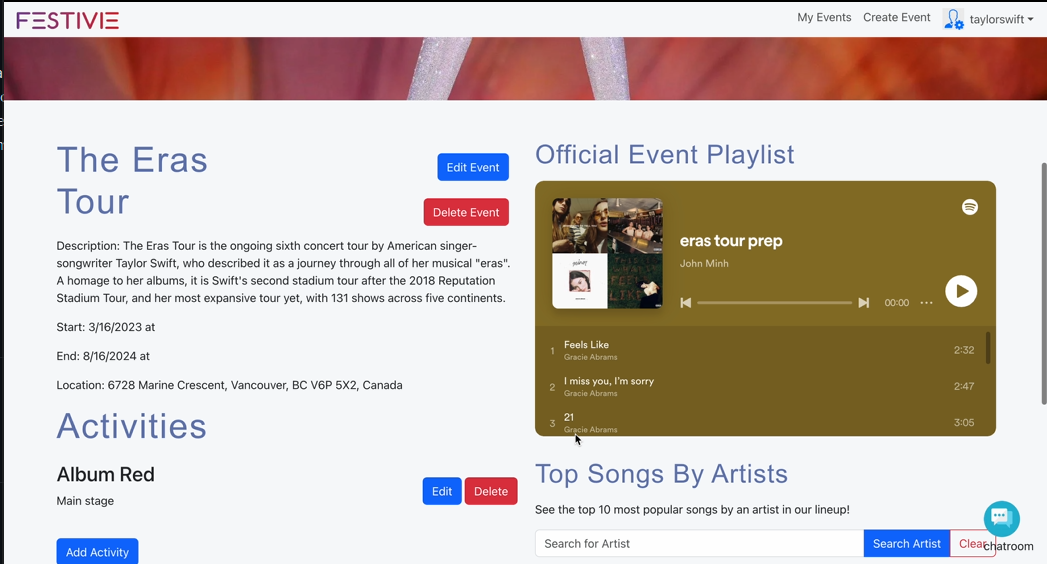 FESTIVIE
My Events Create Event taylorswift
The Eras
Tour
Edit Event
Delete Event
Description: The Eras Tour is the ongoing sixth concert tour by American singer-
songwriter Taylor Swift, who described it as a journey through all of her musical "eras".
A homage to her albums, it is Swift's second stadium tour after the 2018 Reputation
Stadium Tour, and her most expansive tour yet, with 131 shows across five continents.
Start: 3/16/2023 at
End: 8/16/2024 at
Location: 6728 Marine Crescent, Vancouver, BC V6P 5X2, Canada
Activities
Album Red
Main stage
Edit Delete
Add Activity
Official Event Playlist
eras tour prep
John Minh
00:00
1 Feels Like 2:32
Gracie Abrams
2 I miss you, I'm sorry 2:47
Gracie Abrams
3 21 3:05
Gracie Abrams
Top Songs By Artists
See the top 10 most popular songs by an artist in our lineup!
Search for Artist Search Artist Clear
chatroom